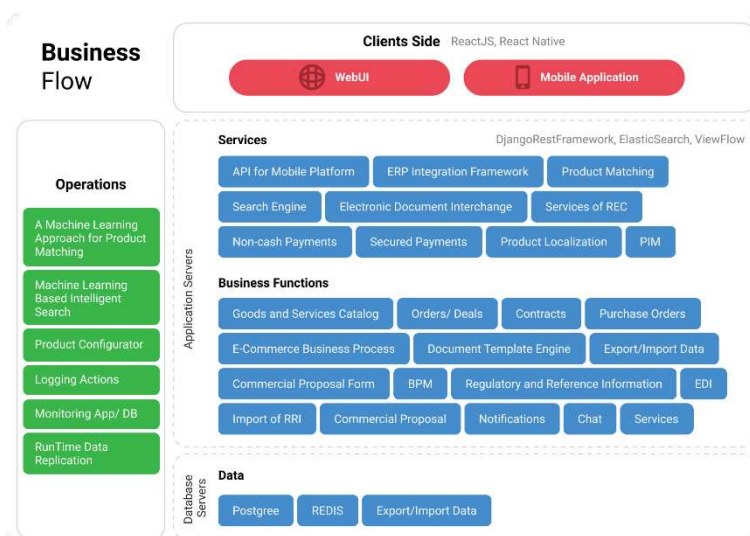 Business
Flow
Clients Side ReactJS, React Native
WebUI
Mobile Application
Operations
A Machine Learning
Approach for Product
Matching
Machine Learning
Based Intelligent
Search
Product Configurator
Logging Actions
Monitoring App/ DB
RunTime Data
Replication
Application Servers
Services DjangoRestFramework, ElasticSearch, ViewFlow
API for Mobile Platform ERP Integration Framework Product Matching
Search Engine Electronic Document Interchange Services of REC
Non-cash Payments Secured Payments Product Localization PIM
Business Functions
Goods and Services Catalog Orders/ Deals Contracts Purchase Orders
E-Commerce Business Process Document Template Engine Export/Import Data
Commercial Proposal Form BPM Regulatory and Reference Information EDI
Import of RRI Commercial Proposal Notifications Chat Services
Database
Servers
Data
Postgree REDIS Export/Import Data